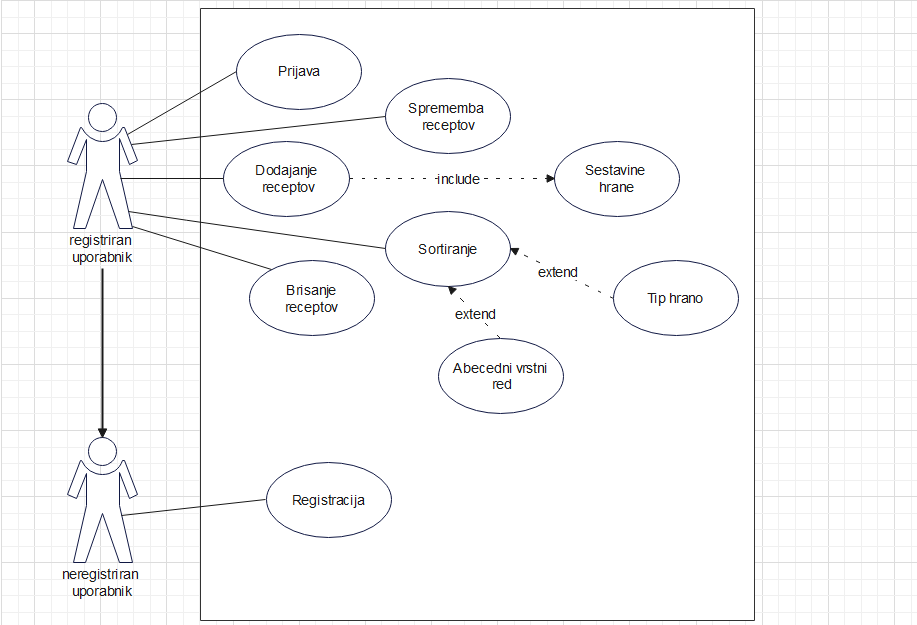 Prijava
Sprememba
receptov
Dodajanje
receptov
include
Sestavine
hrane
registriran
uporabnik
Sortiranje
extend
Tip hrano
Brisanje
receptov
extend
Abecedni vrstni
red
Registracija
neregistriran
uporabnik